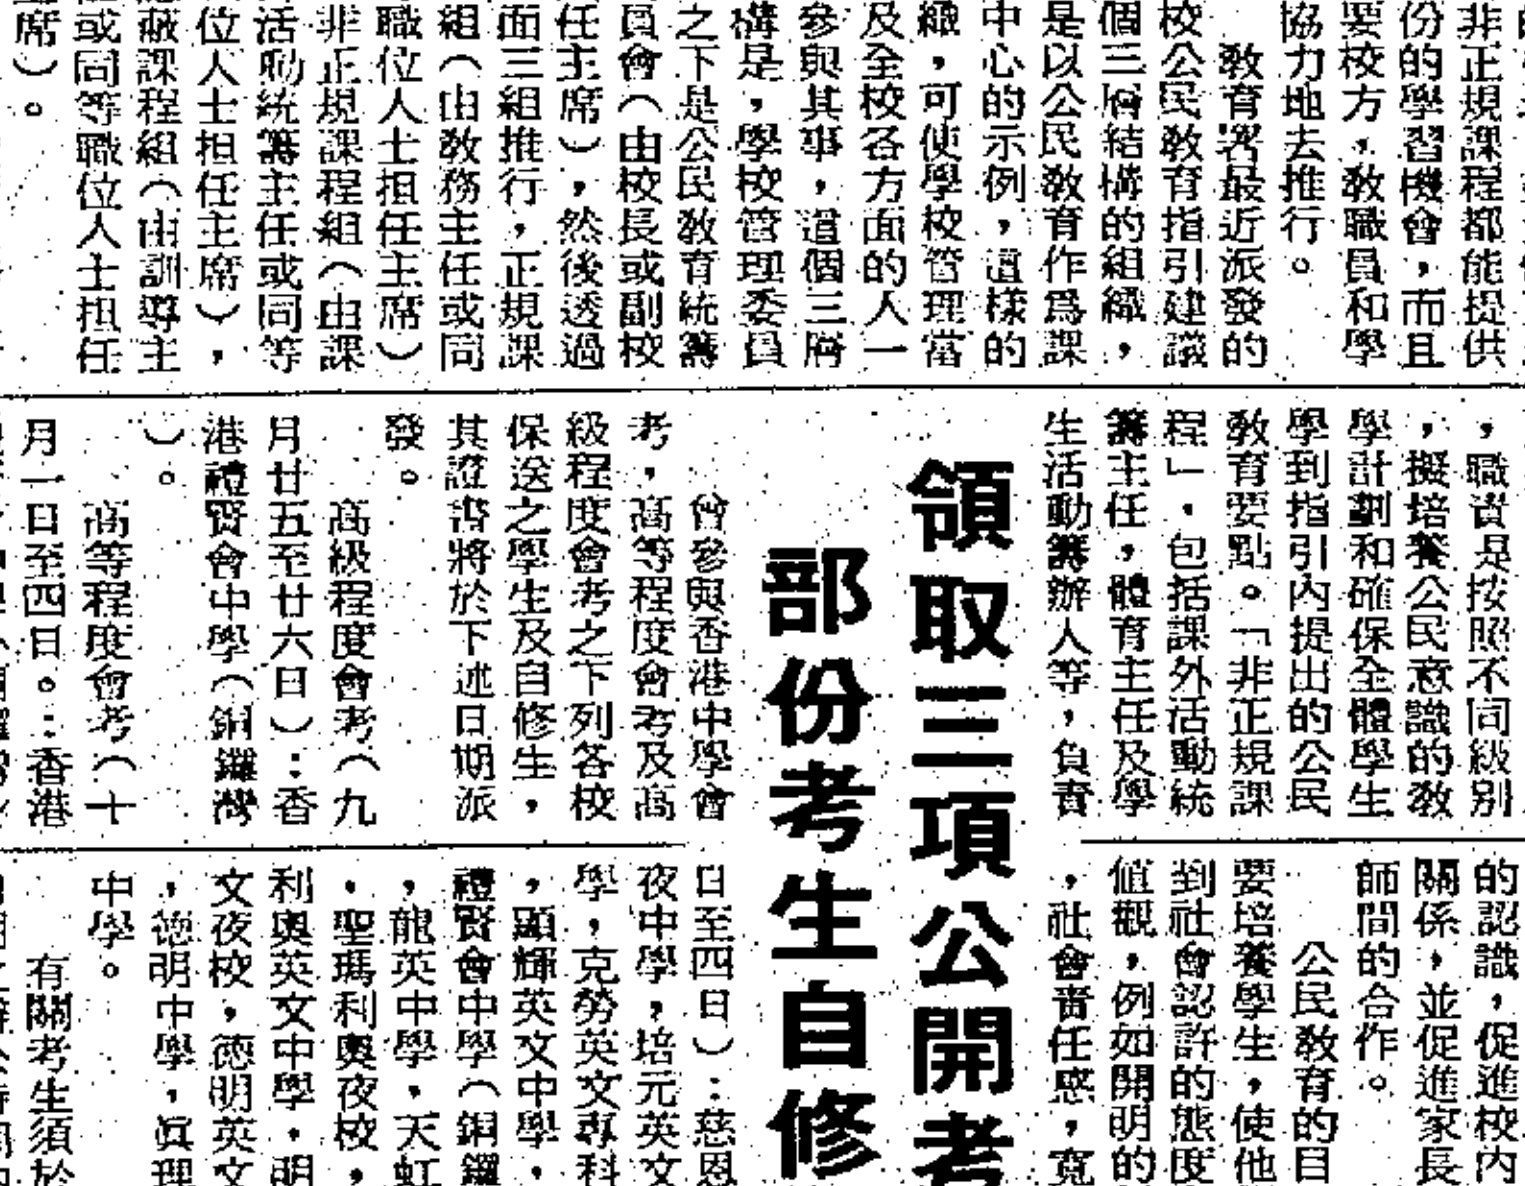 非正規課程都能提供
份的學習機會，而且
要校方，教職員和學
協力地去推行。
教育署最近派發的
校公民教育指引建議
個三層結構的組織，
是以公民教育作爲課
中心的示例，這樣的
織，可使學校管理當
及全校各方面的人一
參與其事，這個三層
構是，學校管理委員
之下是公民教育統籌
員會（由校長或副校
任主席），然後透過
面三組推行，正規課
組（由教務主任或同
職位人士担任主席）
非正規課程組（由課
活動統籌主任或同等
位人士担任主席），
蔽課程組（由訓導主
任或同等職位人士担任
席）。
，職責是按照不同級別
，擬培養公民意識的教
學計劃和確保全體學生
學到指引內提出的公民
教育要點。「非正規課
程」，包括課外活動統
籌主任，體育主任及學
生活動籌辦人等，負責
的認識，促進校內
關係，並促進家長
師間的合作。
公民教育的目
要培養學生，使他
到社會認許的態度
值觀，例如開明的
，社會責任感，寬
領取三項公開考
部份考生自修
曾參與香港中學會
考，高等程度會考及高
級程度會考之下列各校
保送之學生及自修生，
其證書將於下述日期派
發。
高級程度會考（九
月廿五至廿六日）：香
港禮賢會中學（銅鑼灣
）。
高等程度會考（十
月一日至四日。：香港
日至四日）：慈恩
夜中學，培元英文
學，克勞英文專科
，顯輝英文中學，
禮賢會中學（銅鑼
，龍英中學，天虹
，聖瑪利奧夜校，
利奧英文中學，明
文夜校，德明英文
，德明中學，眞理
中學。
有關考生須於